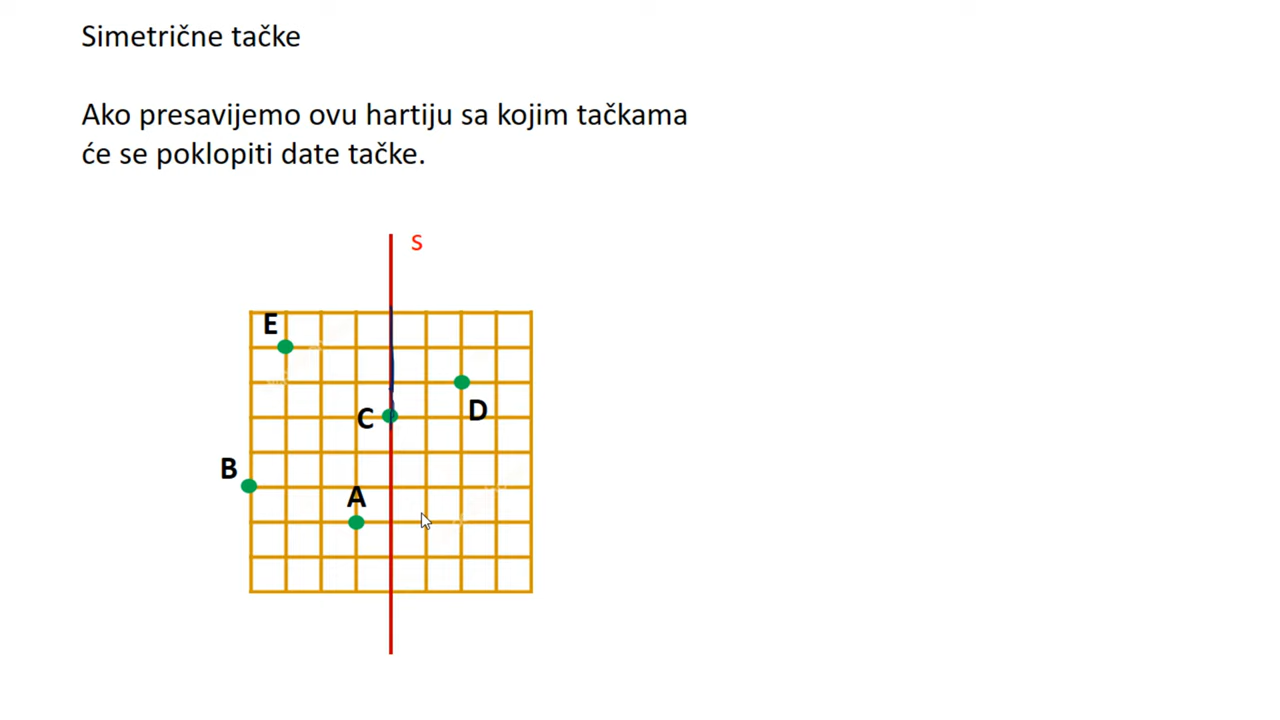 Simetrične tačke
Ako presavijemo ovu hartiju sa kojim tačkama
će se poklopiti date tačke.
s
E
D
C
B
A